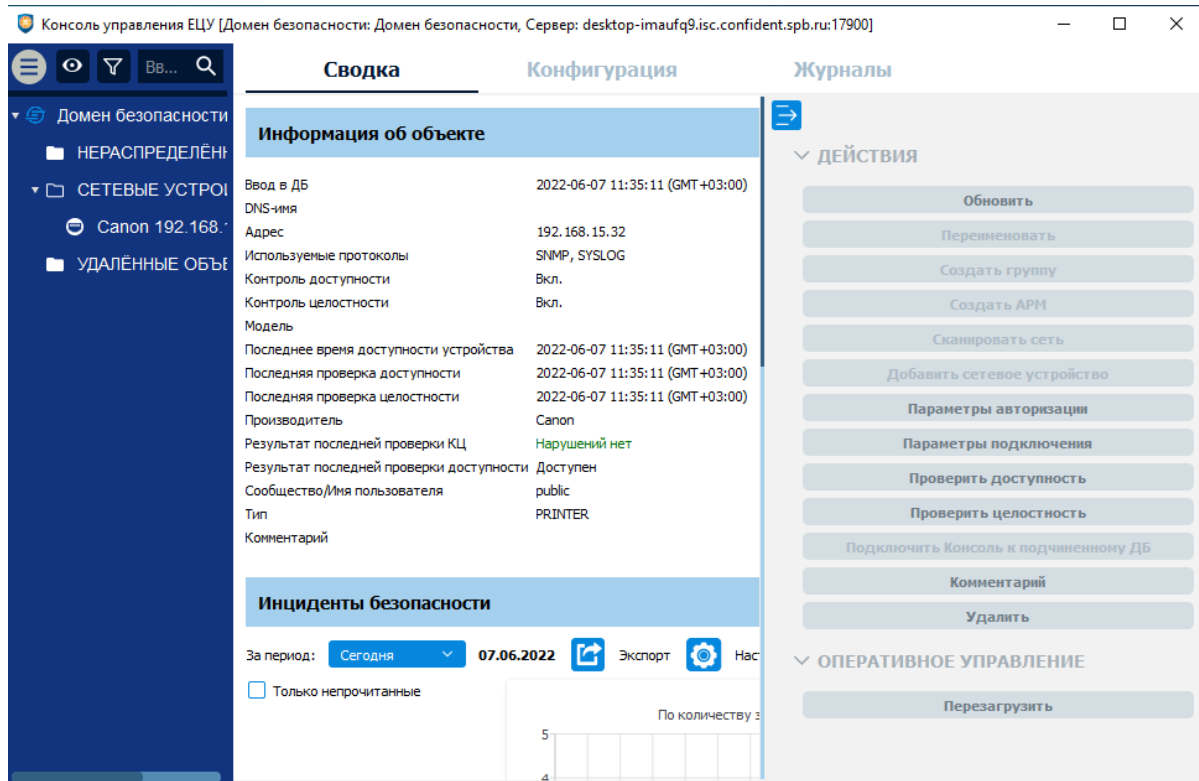 Консоль управления ЕЦУ [Домен безопасности: Домен безопасности, Сервер: desktop-imaufq9.isc.confident.spb.ru:17900]
Вв...
Домен безопасности
НЕРАСПРЕДЕЛЁНН
СЕТЕВЫЕ УСТРОЙ
Canon 192.168.1
УДАЛЁННЫЕ ОБЪЕ
Сводка Конфигурация Журналы
Информация об объекте
Ввод в ДБ 2022-06-07 11:35:11 (GMT+03:00)
DNS-имя
Адрес 192.168.15.32
Используемые протоколы SNMP, SYSLOG
Контроль доступности Вкл.
Контроль целостности Вкл.
Модель
Последнее время доступности устройства 2022-06-07 11:35:11 (GMT+03:00)
Последняя проверка доступности 2022-06-07 11:35:11 (GMT+03:00)
Последняя проверка целостности 2022-06-07 11:35:11 (GMT+03:00)
Производитель Canon
Результат последней проверки КЦ Нарушений нет
Результат последней проверки доступности Доступен
Сообщество/Имя пользователя public
Тип PRINTER
Комментарий
Инциденты безопасности
За период: Сегодня 07.06.2022 Экспорт Нас
Только непрочитанные
По количеству з
5
4
ДЕЙСТВИЯ
Обновить
Переименовать
Создать группу
Создать АРМ
Сканировать сеть
Добавить сетевое устройство
Параметры авторизации
Параметры подключения
Проверить доступность
Проверить целостность
Подключить Консоль к подчиненному ДБ
Комментарий
Удалить
ОПЕРАТИВНОЕ УПРАВЛЕНИЕ
Перезагрузить